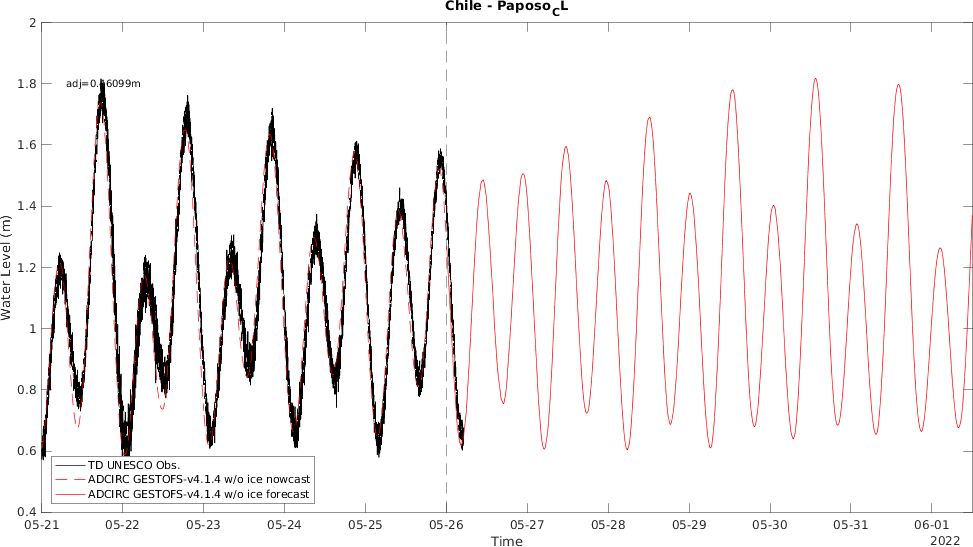 Chile - Paposo_CL
2
1.8
1.6
1.4
1.2
1
0.8
0.6
0.4
Water Level (m)
TD UNESCO Obs.
ADCIRC GESTOFS-v4.1.4 w/o ice nowcast
ADCIRC GESTOFS-v4.1.4 w/o ice forecast
05-21 05-22 05-23 05-24 05-25 05-26 05-27 05-28 05-29 05-30 05-31 06-01
Time
2022